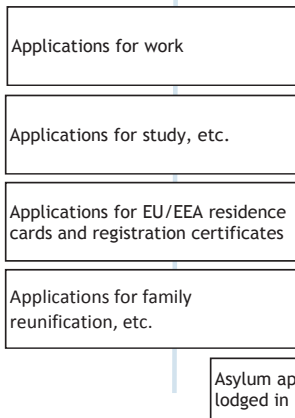 Applications for work
Applications for study, etc.
Applications for EU/EEA residence
cards and registration certificates
Applications for family
reunification, etc.
Asylum ap
lodged in